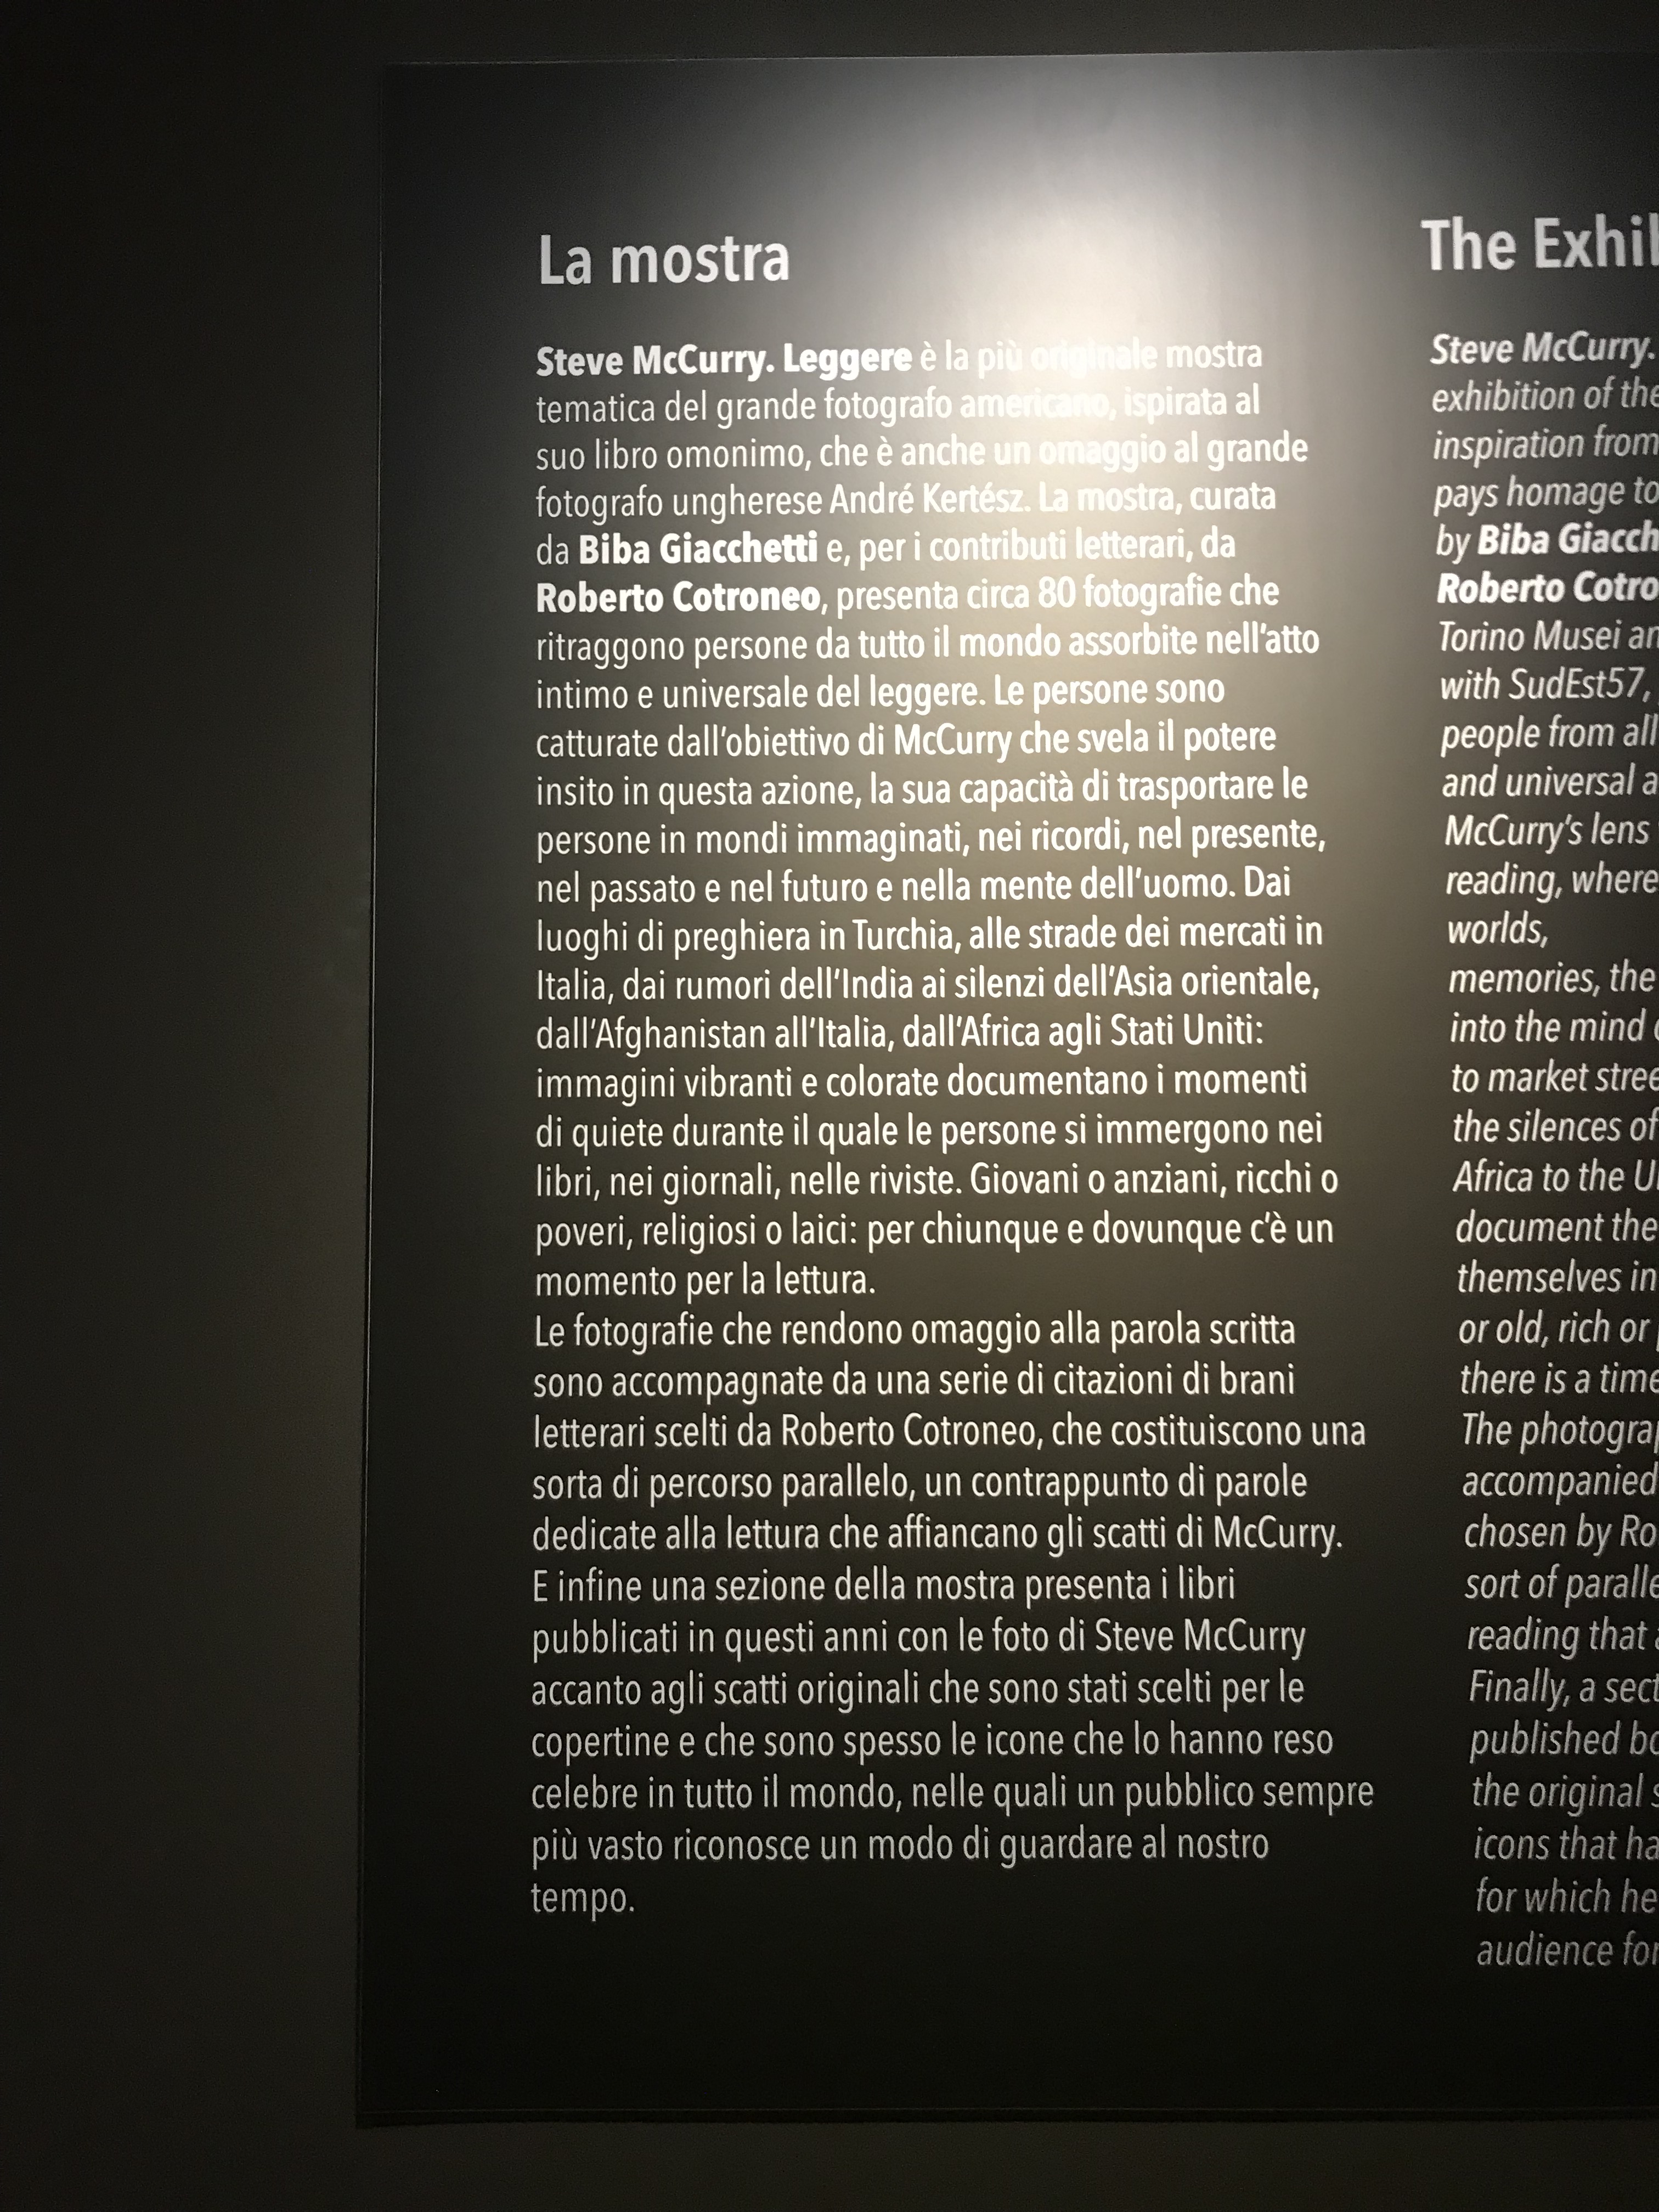 La mostra
Steve McCurry. Leggere è la più originale mostra
tematica del grande fotografo americano, ispirata al
suo libro omonimo, che è anche un omaggio al grande
fotografo ungherese André Kertész. La mostra, curata
da Biba Giacchetti e, per i contributi letterari, da
Roberto Cotroneo, presenta circa 80 fotografie che
ritraggono persone da tutto il mondo assorbite nell'atto
intimo e universale del leggere. Le persone sono
catturate dall'obiettivo di McCurry che svela il potere
insito in questa azione, la sua capacità di trasportare le
persone in mondi immaginati, nei ricordi, nel presente,
nel passato e nel futuro e nella mente dell'uomo. Dai
luoghi di preghiera in Turchia, alle strade dei mercati in
Italia, dai rumori dell'India ai silenzi dell'Asia orientale,
dall'Afghanistan all'Italia, dall'Africa agli Stati Uniti:
immagini vibranti e colorate documentano i momenti
di quiete durante il quale le persone si immergono nei
libri, nei giornali, nelle riviste. Giovani o anziani, ricchi o
poveri, religiosi o laici: per chiunque e dovunque c'è un
momento per la lettura.
Le fotografie che rendono omaggio alla parola scritta
sono accompagnate da una serie di citazioni di brani
letterari scelti da Roberto Cotroneo, che costituiscono una
sorta di percorso parallelo, un contrappunto di parole
dedicate alla lettura che affiancano gli scatti di McCurry.
E infine una sezione della mostra presenta i libri
pubblicati in questi anni con le foto di Steve McCurry
accanto agli scatti originali che sono stati scelti per le
copertine e che sono spesso le icone che lo hanno reso
celebre in tutto il mondo, nelle quali un pubblico sempre
più vasto riconosce un modo di guardare al nostro
tempo.
The
Steve McCurry.
exhibition of the
inspiration from
pays homage to
by Biba
Roberto
Torino Musei
with SudEst57,
people from all
and universal
McCurry's lens
reading, where
worlds,
memories, the
into the mind
to market
the silences of
Africa to the
document the
themselves in
or old, rich or
there is a time
The
accompanied
chosen by
sort of
reading that
Finally, a
published
the original
icons that
for which he
audience